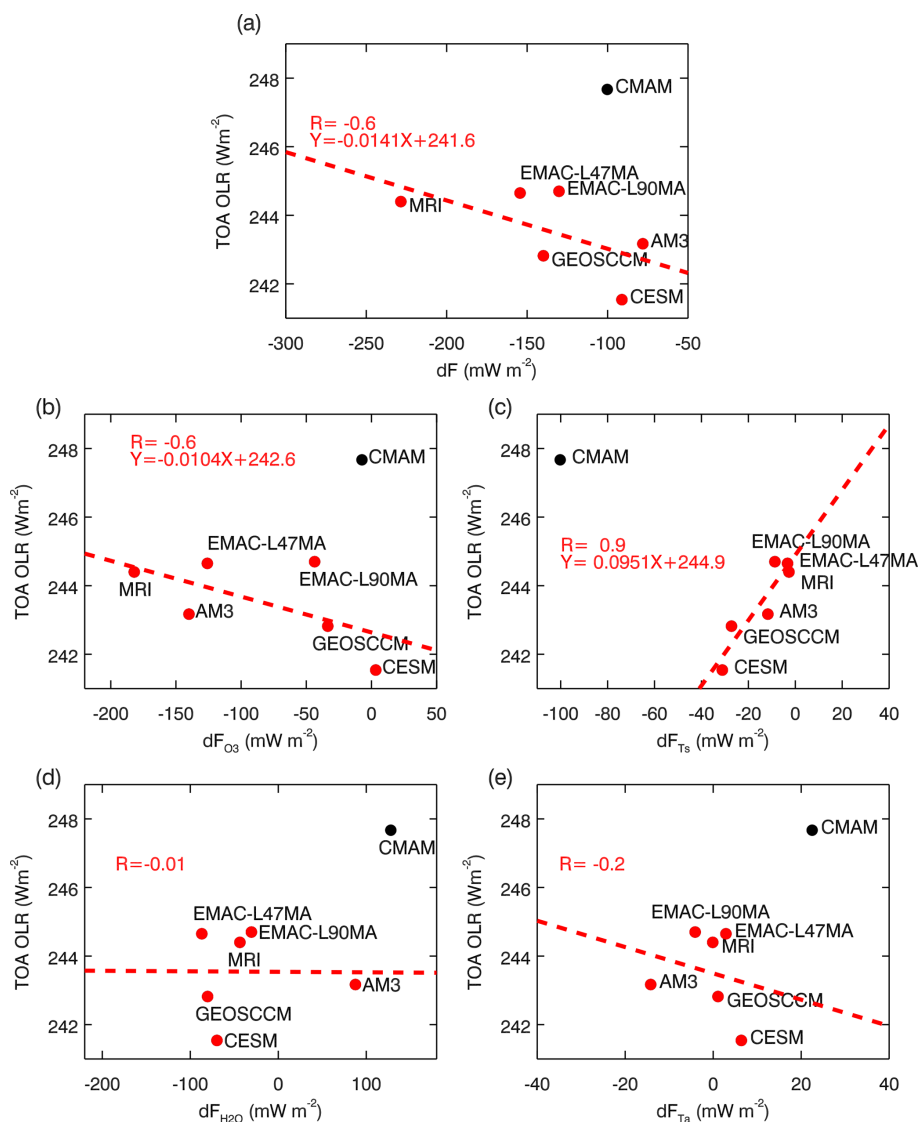 (a)
248
246
244
242
TOA OLR (Wm-2)
R= -0.6
Y=-0.0141X+241.6
CMAM
EMAC-L47MA
EMAC-L90MA
MRI
AM3
GEOSCCM
CESM
-300 -250 -200 -150 -100 -50
dF (mW m-2)
(b)
248
246
244
242
TOA OLR (Wm-2)
R= -0.6
Y=-0.0104X+242.6
CMAM
EMAC-L47MA
EMAC-L90MA
MRI
AM3
GEOSCCM
CESM
-200 -150 -100 -50 0 50
dFO3 (mW m-2)
(c)
248
246
244
242
TOA OLR (Wm-2)
CMAM
R= 0.9
Y= 0.0951X+244.9
EMAC-L90MA
EMAC-L47MA
MRI
AM3
GEOSCCM
CESM
-100 -80 -60 -40 -20 0 20 40
dFTs (mW m-2)
(d)
248
246
244
242
TOA OLR (Wm-2)
CMAM
R=-0.01
EMAC-L47MA
EMAC-L90MA
MRI
AM3
GEOSCCM
CESM
-200 -100 0 100
dFH2O (mW m-2)
(e)
248
246
244
242
TOA OLR (Wm-2)
CMAM
R= -0.2
EMAC-L90MA
EMAC-L47MA
MRI
AM3
GEOSCCM
CESM
-40 -20 0 20 40
dFTa (mW m-2)